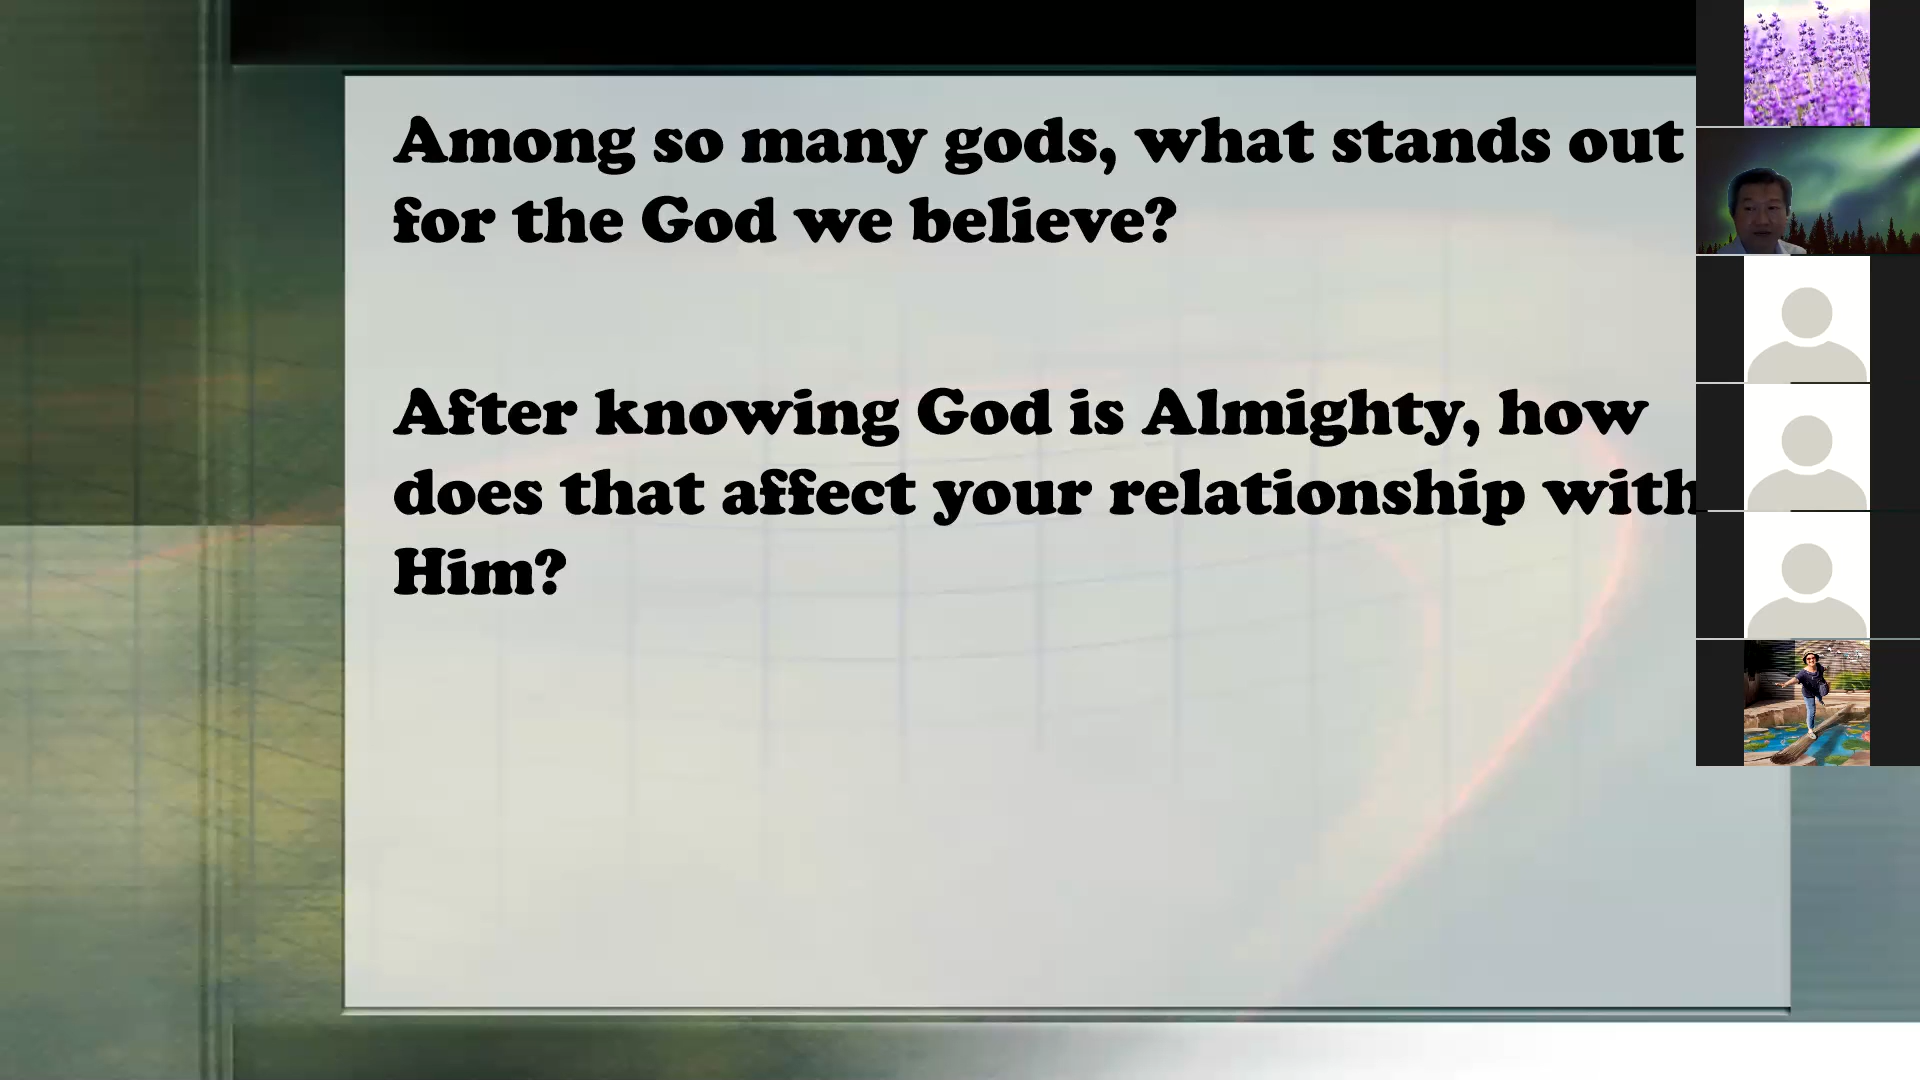 Among so many gods, what stands out
for the God we believe?
After knowing God is Almighty, how
does that affect your relationship with
Him?